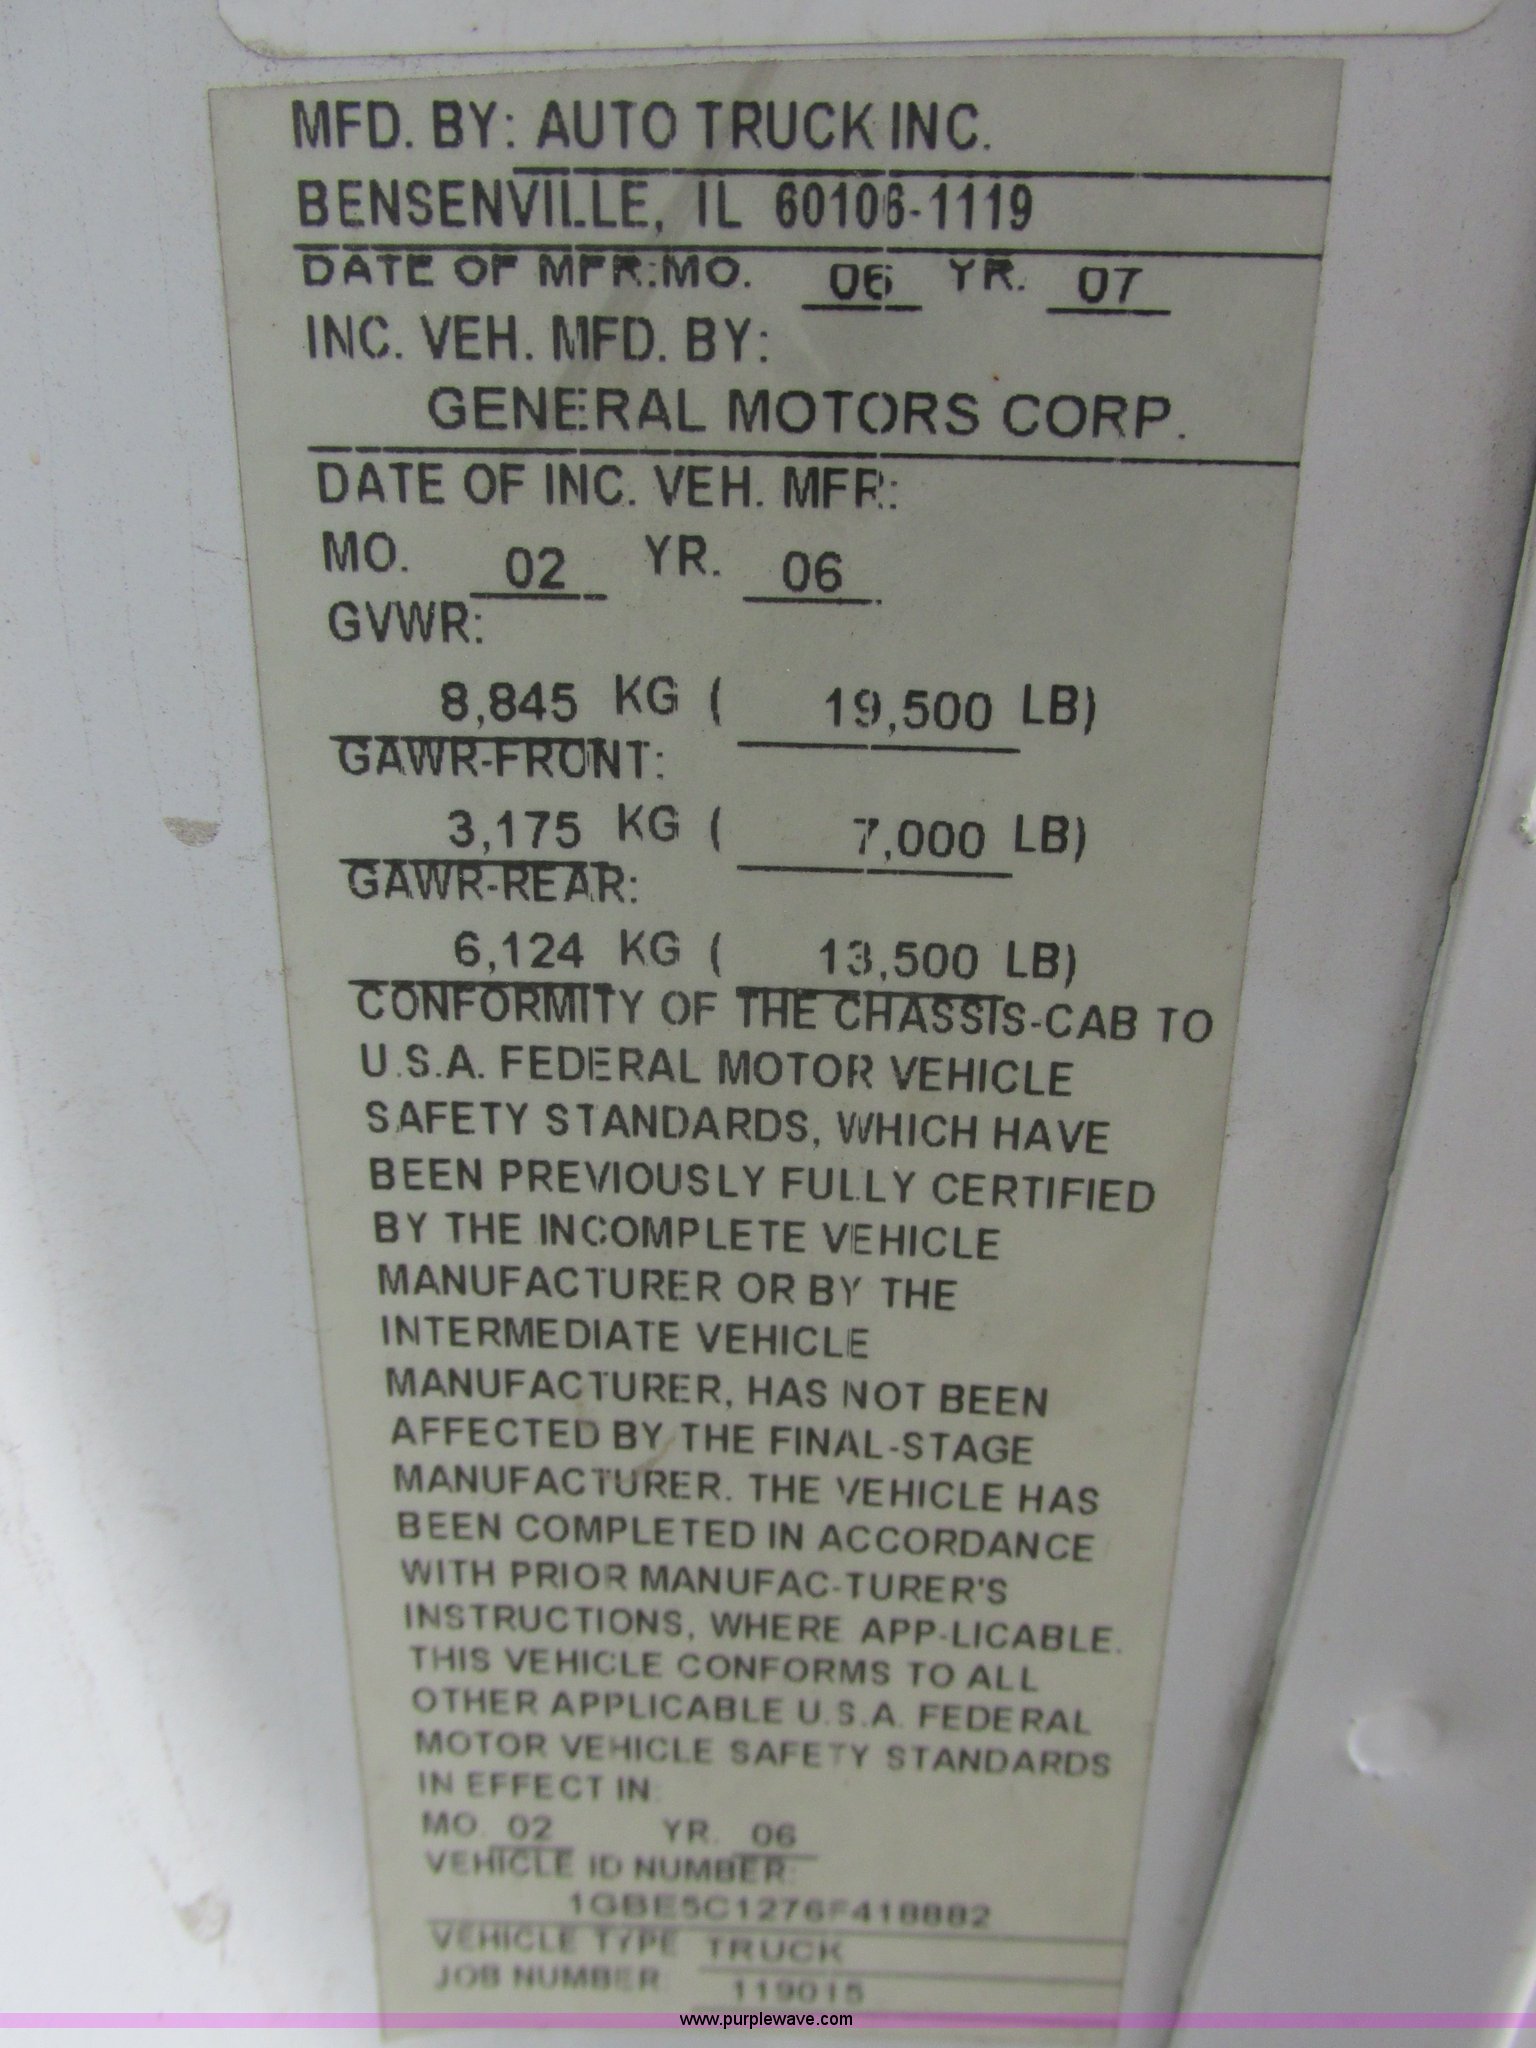 MFD. BY: AUTO TRUCK INC.
BENSENVILLE, IL 60106-1119
DATE OF MFR:MO. 06 YR. 07
INC. VEH. MFD. BY:
GENERAL MOTORS CORP.
DATE OF INC. VEH. MFR:
MO. 02 YR. 06
GVWR:
8,845 KG ( 19,500 LB)
GAWR-FRONT:
3,175 KG ( 7,000 LB)
GAWR-REAR:
6,124 KG ( 13,500 LB)
CONFORMITY OF THE CHASSIS-CAB TO
U.S.A. FEDERAL MOTOR VEHICLE
SAFETY STANDARDS, WHICH HAVE
BEEN PREVIOUSLY FULLY CERTIFIED
BY THE INCOMPLETE VEHICLE
MANUFACTURER OR BY THE
INTERMEDIATE VEHICLE
MANUFACTURER, HAS NOT BEEN
AFFECTED BY THE FINAL-STAGE
MANUFACTURER. THE VEHICLE HAS
BEEN COMPLETED IN ACCORDANCE
WITH PRIOR MANUFAC-TURER'S
INSTRUCTIONS, WHERE APP-LICABLE.
THIS VEHICLE CONFORMS TO ALL
OTHER APPLICABLE U.S.A. FEDERAL
MOTOR VEHICLE SAFETY STANDARDS
IN EFFECT IN:
MO. 02 YR. 06
VEHICLE ID NUMBER:
1GBE5C1276F418882
VEHICLE TYPE TRUCK
JOB NUMBER 119015
www.purplewave.com